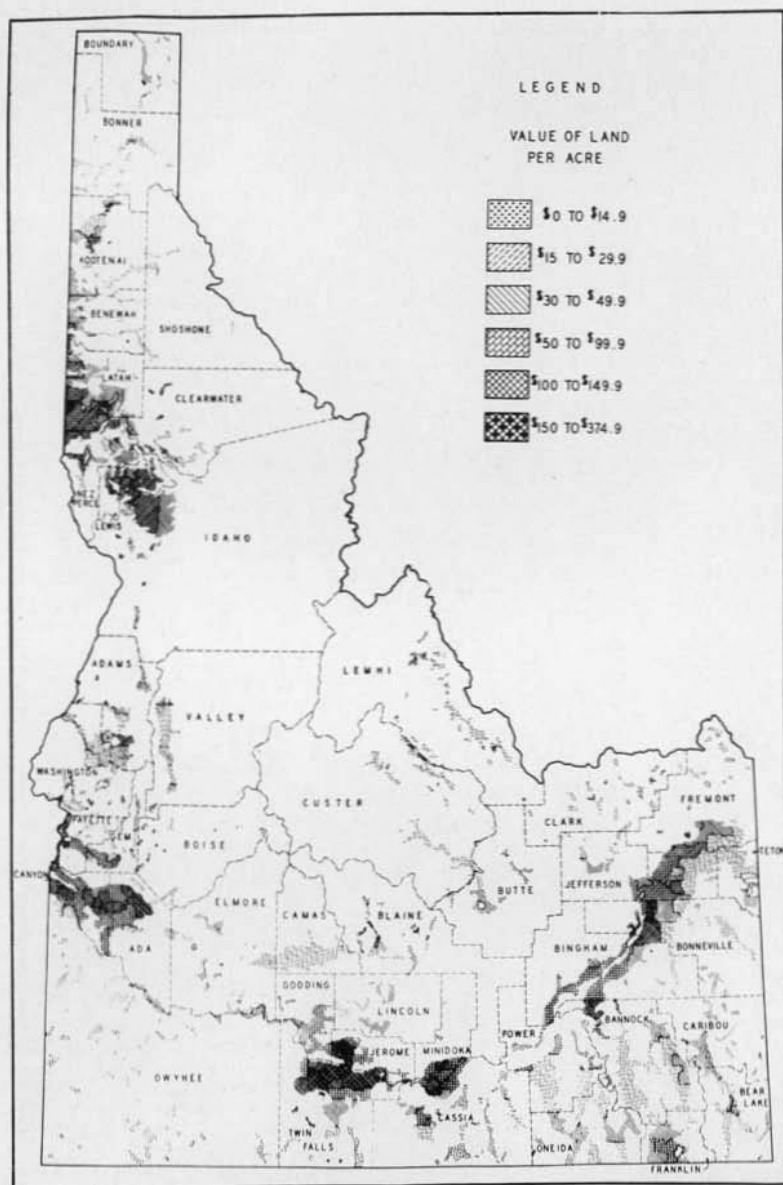 BOUNDARY
BONNER
LEGEND
VALUE OF LAND
PER ACRE
$0 TO $14.9
$15 TO $29.9
$30 TO $49.9
$50 TO $99.9
$100 TO $149.9
$150 TO $374.9
KOOTENAI
BENEWAH
SHOSHONE
LATAH
CLEARWATER
NEZ
PERCE
LEWIS
IDAHO
ADAMS
LEMHI
VALLEY
WASHINGTON
CUSTER
FREMONT
CLARK
PAYETTE
GEM
BOISE
TETON
CANYON
JEFFERSON
BUTTE
ELMORE
CAMAS
BLAINE
ADA
BINGHAM
BONNEVILLE
GOODING
LINCOLN
POWER
BANNOCK
CARIBOU
JEROME
MINIDOKA
OWYHEE
BEAR
LAKE
CASSIA
TWIN
FALLS
ONEIDA
FRANKLIN